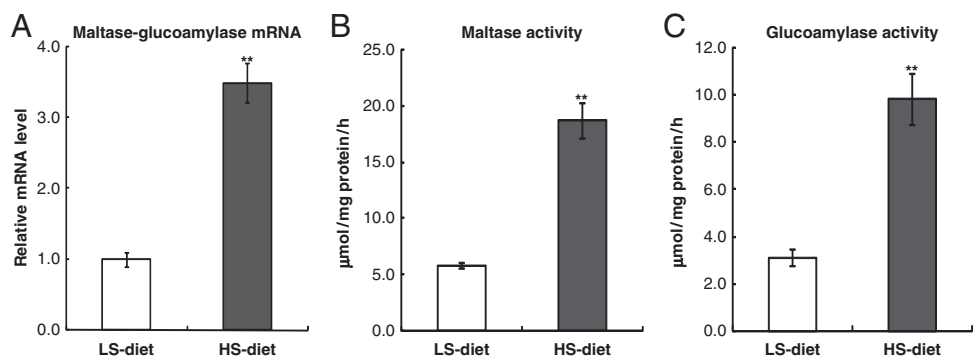 A
Maltase-glucoamylase mRNA
Relative mRNA level
4.0
3.0
2.0
1.0
0.0
**
LS-diet
HS-diet
B
Maltase activity
μmol/mg protein/h
25.0
20.0
15.0
10.0
5.0
0.0
**
LS-diet
HS-diet
C
Glucoamylase activity
μmol/mg protein/h
12.0
10.0
8.0
6.0
4.0
2.0
0.0
**
LS-diet
HS-diet